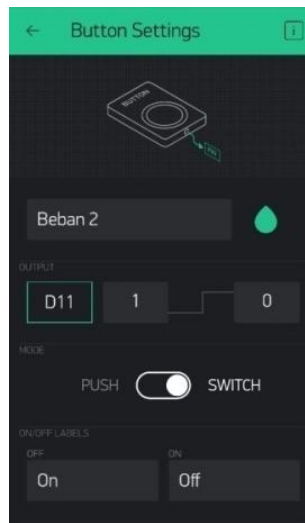 ← Button Settings i
BUTTON
PIN
Beban 2
OUTPUT
D11 1 0
MODE
PUSH SWITCH
ON/OFF LABELS
OFF ON
On Off